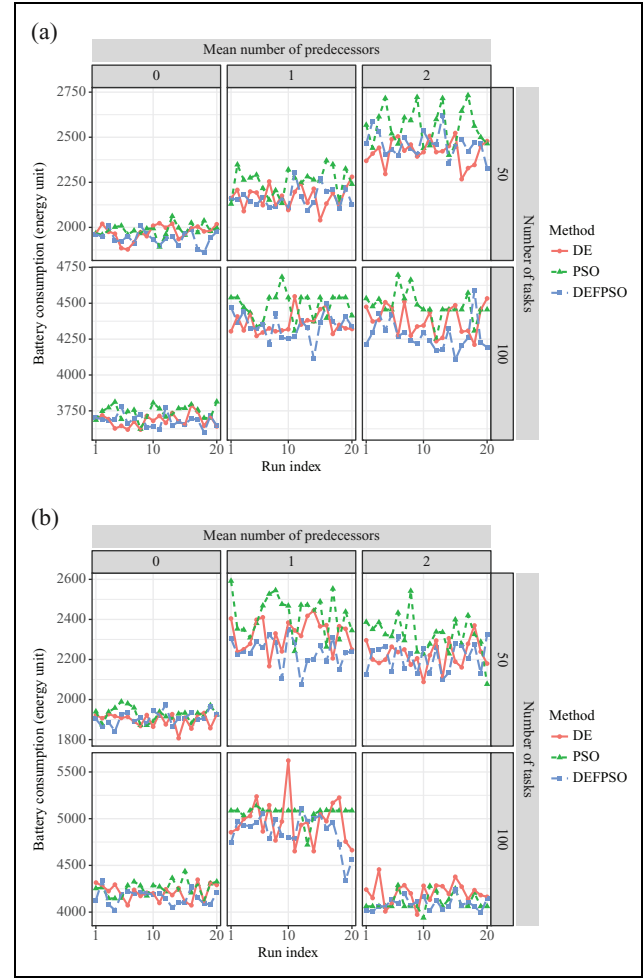 (a)
Mean number of predecessors
0 1 2
Battery consumption (energy unit)
2750
2500
2250
2000
50
4750
4500
4250
4000
3750
100
Number of tasks
1 10 20 1 10 20 1 10 20
Run index
Method
DE
PSO
DEFPSO
(b)
Mean number of predecessors
0 1 2
Battery consumption (energy unit)
2600
2400
2200
2000
1800
50
5500
5000
4500
4000
100
Number of tasks
1 10 20 1 10 20 1 10 20
Run index
Method
DE
PSO
DEFPSO